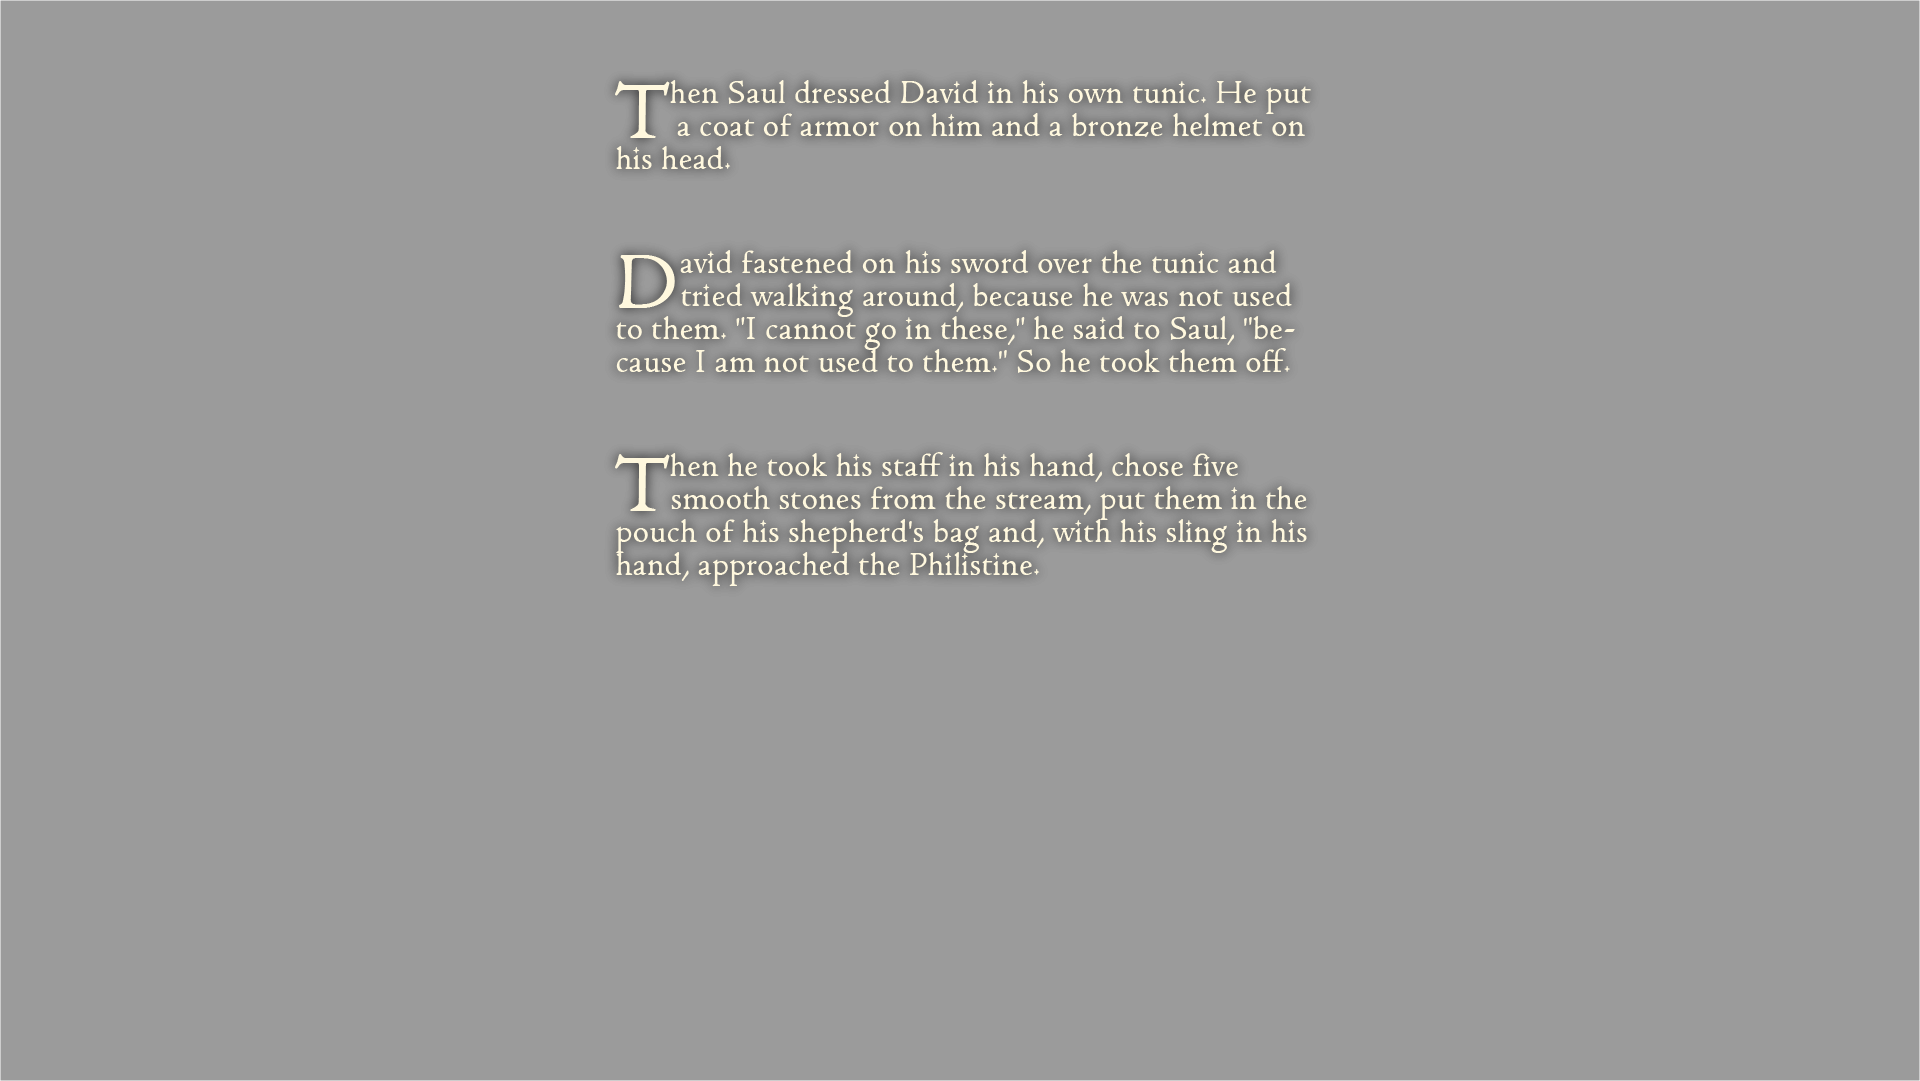 Then Saul dressed David in his own tunic. He put
a coat of armor on him and a bronze helmet on
his head.
David fastened on his sword over the tunic and
tried walking around, because he was not used
to them. "I cannot go in these," he said to Saul, "be-
cause I am not used to them." So he took them off.
Then he took his staff in his hand, chose five
smooth stones from the stream, put them in the
pouch of his shepherd's bag and, with his sling in his
hand, approached the Philistine.